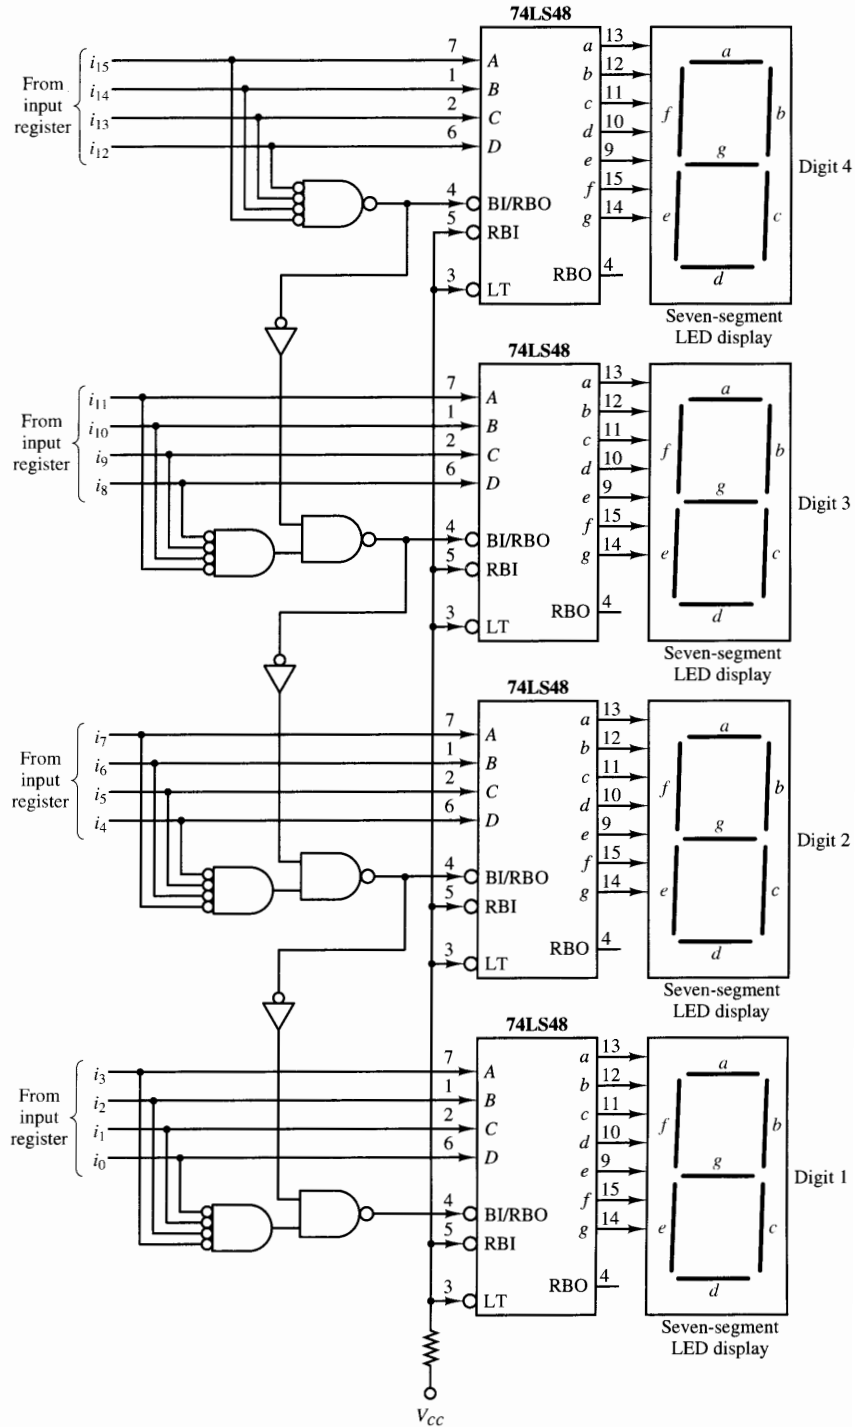 74LS48
From
input
register
i15
i14
i13
i12
7 A
1 B
2 C
6 D
4 BI/RBO
5 RBI
3 LT
a 13
b 12
c 11
d 10
e 9
f 15
g 14
RBO 4
a
f b
g
e c
d
Digit 4
Seven-segment
LED display
74LS48
From
input
register
i11
i10
i9
i8
7 A
1 B
2 C
6 D
4 BI/RBO
5 RBI
3 LT
a 13
b 12
c 11
d 10
e 9
f 15
g 14
RBO 4
a
f b
g
e c
d
Digit 3
Seven-segment
LED display
74LS48
From
input
register
i7
i6
i5
i4
7 A
1 B
2 C
6 D
4 BI/RBO
5 RBI
3 LT
a 13
b 12
c 11
d 10
e 9
f 15
g 14
RBO 4
a
f b
g
e c
d
Digit 2
Seven-segment
LED display
74LS48
From
input
register
i3
i2
i1
i0
7 A
1 B
2 C
6 D
4 BI/RBO
5 RBI
3 LT
a 13
b 12
c 11
d 10
e 9
f 15
g 14
RBO 4
a
f b
g
e c
d
Digit 1
Seven-segment
LED display
VCC